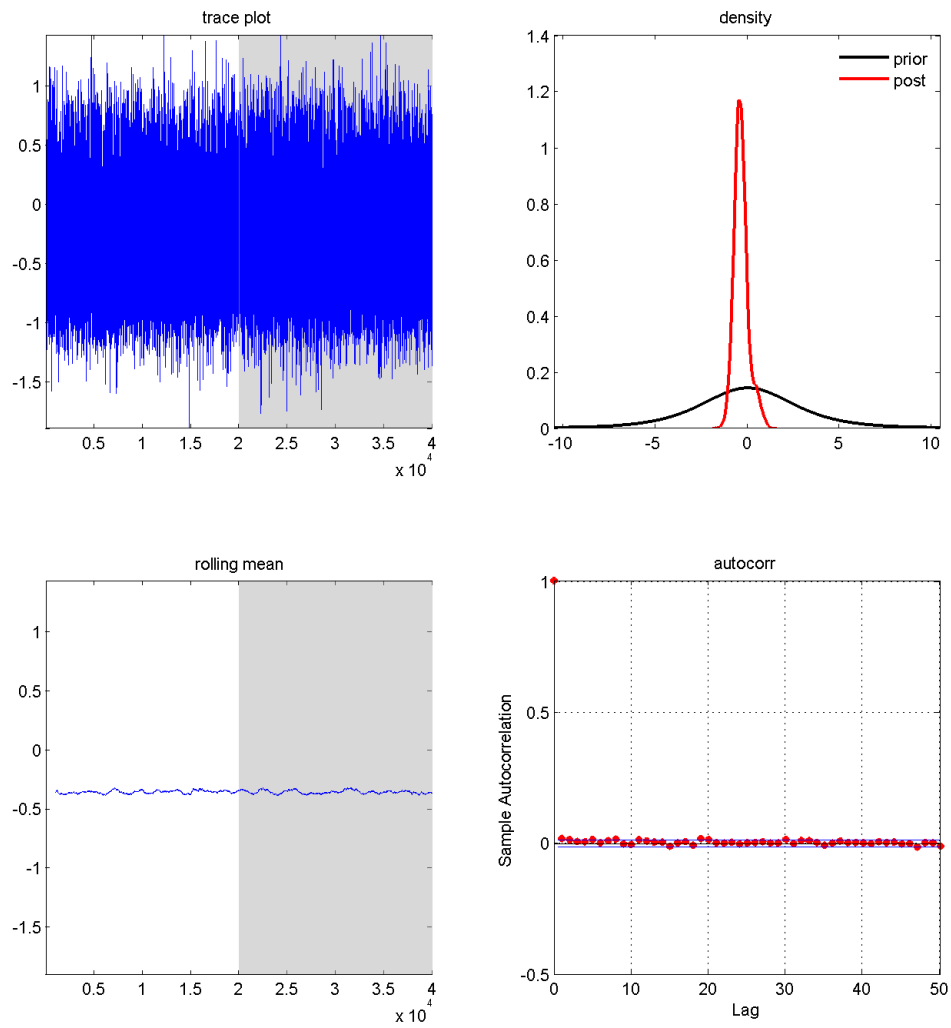 trace plot
1
0.5
0
-0.5
-1
-1.5
0.5 1 1.5 2 2.5 3 3.5 4
x 10^4
density
1.4
1.2
1
0.8
0.6
0.4
0.2
0
-10 -5 0 5 10
prior
post
rolling mean
1
0.5
0
-0.5
-1
-1.5
0.5 1 1.5 2 2.5 3 3.5 4
x 10^4
autocorr
Sample Autocorrelation
1
0.5
0
-0.5
0 10 20 30 40 50
Lag